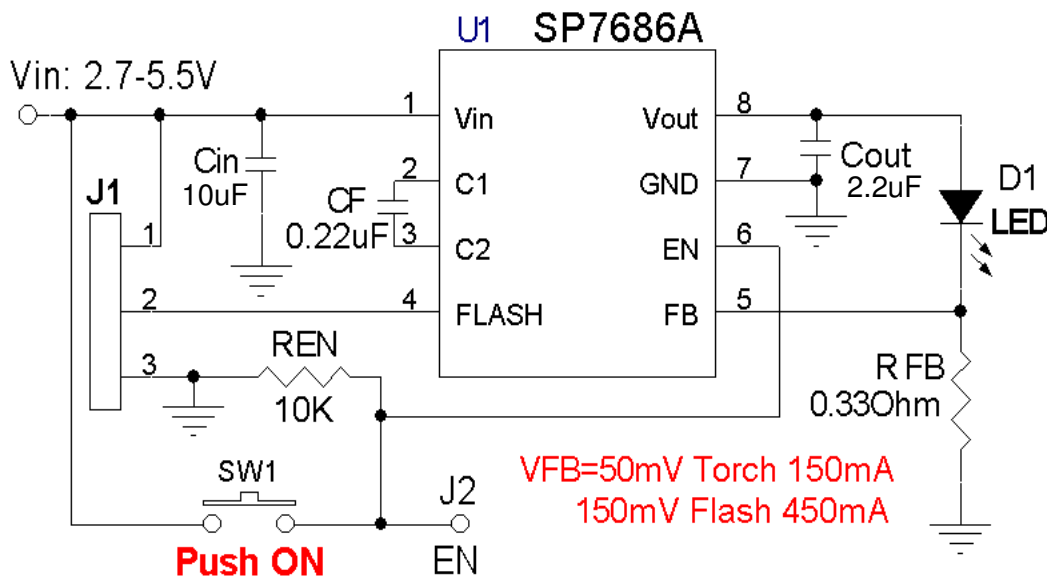 U1 SP7686A
Vin: 2.7-5.5V
1
Vin
Vout
8
Cin
10uF
2
C1
GND
7
Cout
2.2uF
D1
LED
J1
CF
0.22uF
1
3
C2
EN
6
2
4
FLASH
FB
5
3
REN
10K
R FB
0.33Ohm
SW1
Push ON
J2
EN
VFB=50mV Torch 150mA
150mV Flash 450mA